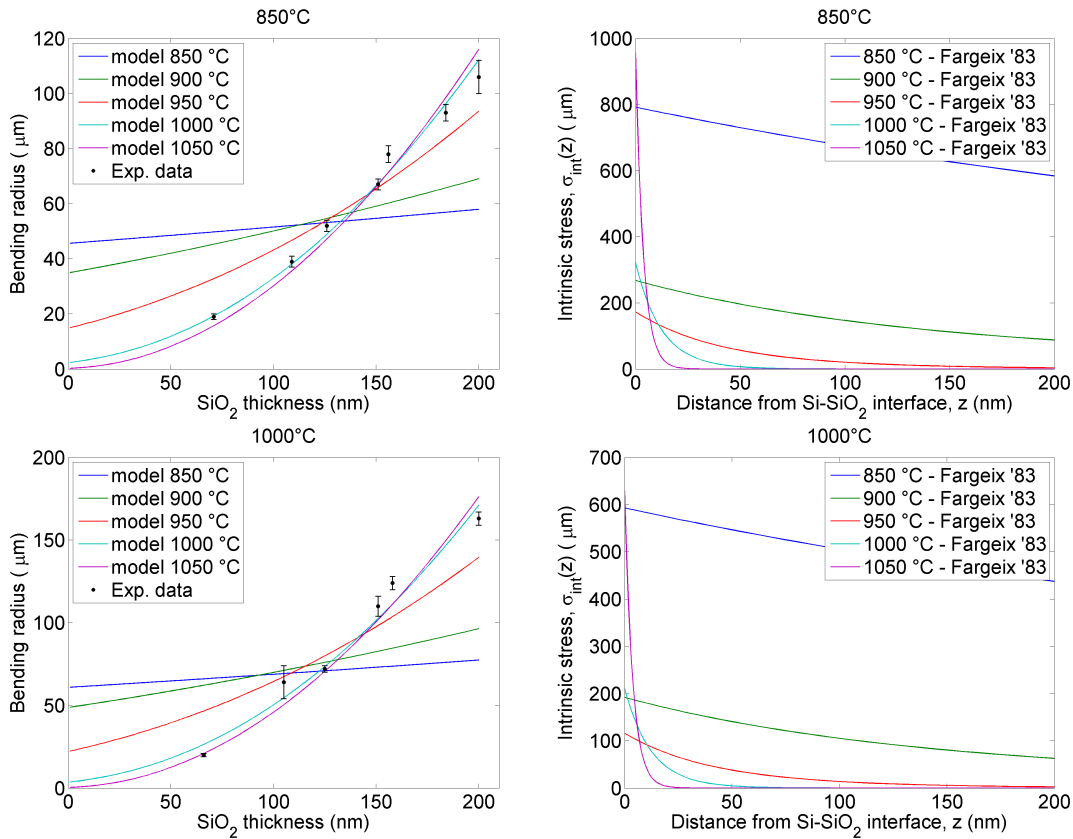 850°C
120
100
80
60
40
20
0
Bending radius ( μm)
model 850 °C
model 900 °C
model 950 °C
model 1000 °C
model 1050 °C
Exp. data
0 50 100 150 200
SiO2 thickness (nm)
850°C
1000
800
600
400
200
0
Intrinsic stress, σint(z) ( μm)
850 °C - Fargeix '83
900 °C - Fargeix '83
950 °C - Fargeix '83
1000 °C - Fargeix '83
1050 °C - Fargeix '83
0 50 100 150 200
Distance from Si-SiO2 interface, z (nm)
1000°C
200
150
100
50
0
Bending radius ( μm)
model 850 °C
model 900 °C
model 950 °C
model 1000 °C
model 1050 °C
Exp. data
0 50 100 150 200
SiO2 thickness (nm)
1000°C
700
600
500
400
300
200
100
0
Intrinsic stress, σint(z) ( μm)
850 °C - Fargeix '83
900 °C - Fargeix '83
950 °C - Fargeix '83
1000 °C - Fargeix '83
1050 °C - Fargeix '83
0 50 100 150 200
Distance from Si-SiO2 interface, z (nm)